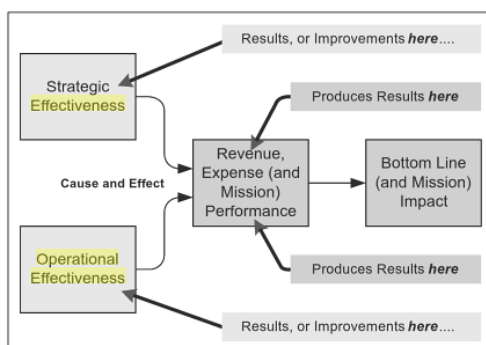 Results, or Improvements here....
Strategic
Effectiveness
Produces Results here
Revenue,
Expense (and
Mission)
Performance
Bottom Line
(and Mission)
Impact
Cause and Effect
Operational
Effectiveness
Produces Results here
Results, or Improvements here....